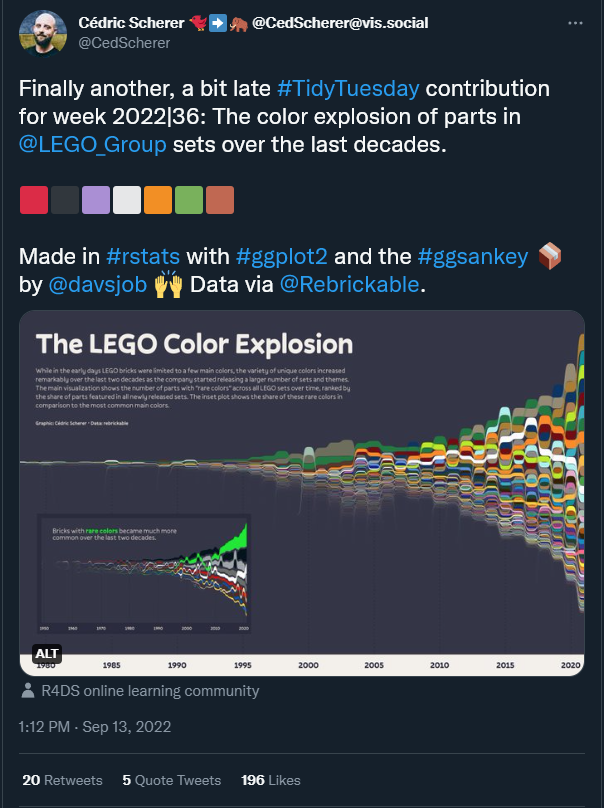 Cédric Scherer 🐦➡️🦣 @CedScherer@vis.social
@CedScherer
Finally another, a bit late #TidyTuesday contribution
for week 2022|36: The color explosion of parts in
@LEGO_Group sets over the last decades.
Made in #rstats with #ggplot2 and the #ggsankey 📦
by @davsjob 🙌 Data via @Rebrickable.
The LEGO Color Explosion
While in the early days LEGO bricks were limited to a few main colors, the variety of unique colors increased
remarkably over the last two decades as the company started releasing a larger number of sets and themes.
The main visualization shows the number of parts with "rare colors" across all LEGO sets over time, ranked by
the share of parts featured in all newly released sets. The inset plot shows the share of these rare colors in
comparison to the most common main colors.
Graphic: Cédric Scherer • Data: rebrickable
Bricks with rare colors became much more
common over the last two decades.
1950 1960 1970 1980 1990 2000 2010 2020
ALT
1980 1985 1990 1995 2000 2005 2010 2015 2020
R4DS online learning community
1:12 PM · Sep 13, 2022
20 Retweets 5 Quote Tweets 196 Likes